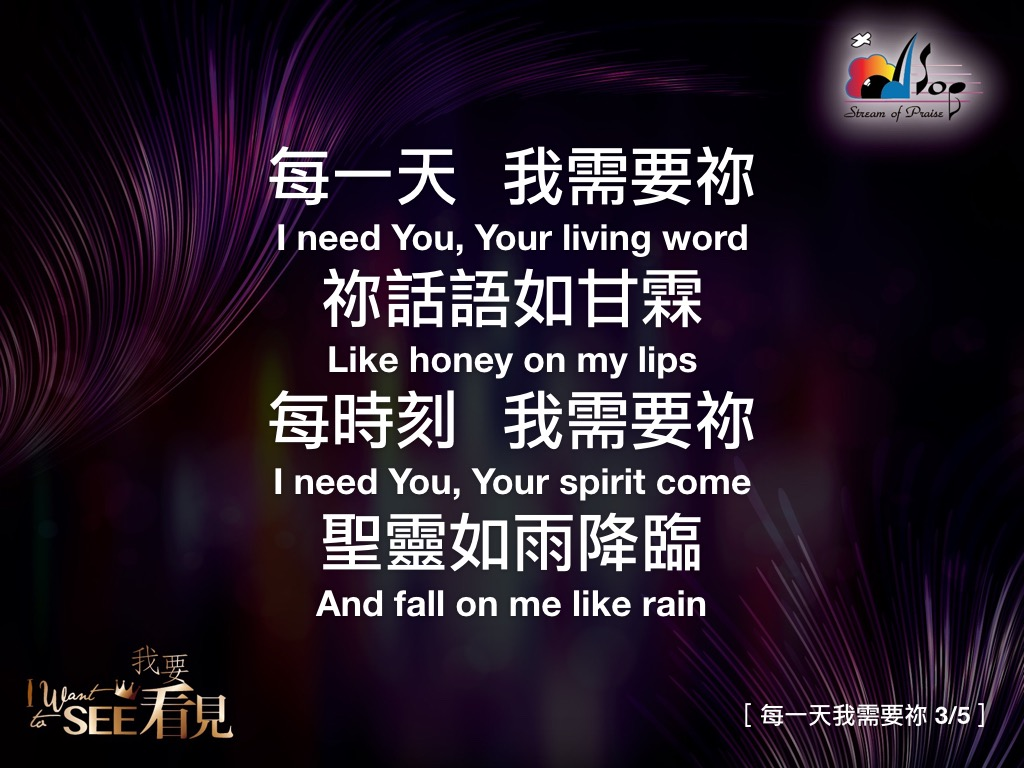 SOP
Stream of Praise
每一天 我需要祢
I need You, Your living word
祢話語如甘霖
Like honey on my lips
每時刻 我需要祢
I need You, Your spirit come
聖靈如雨降臨
And fall on me like rain
我要
I Want to SEE 看見
[ 每一天我需要祢 3/5 ]